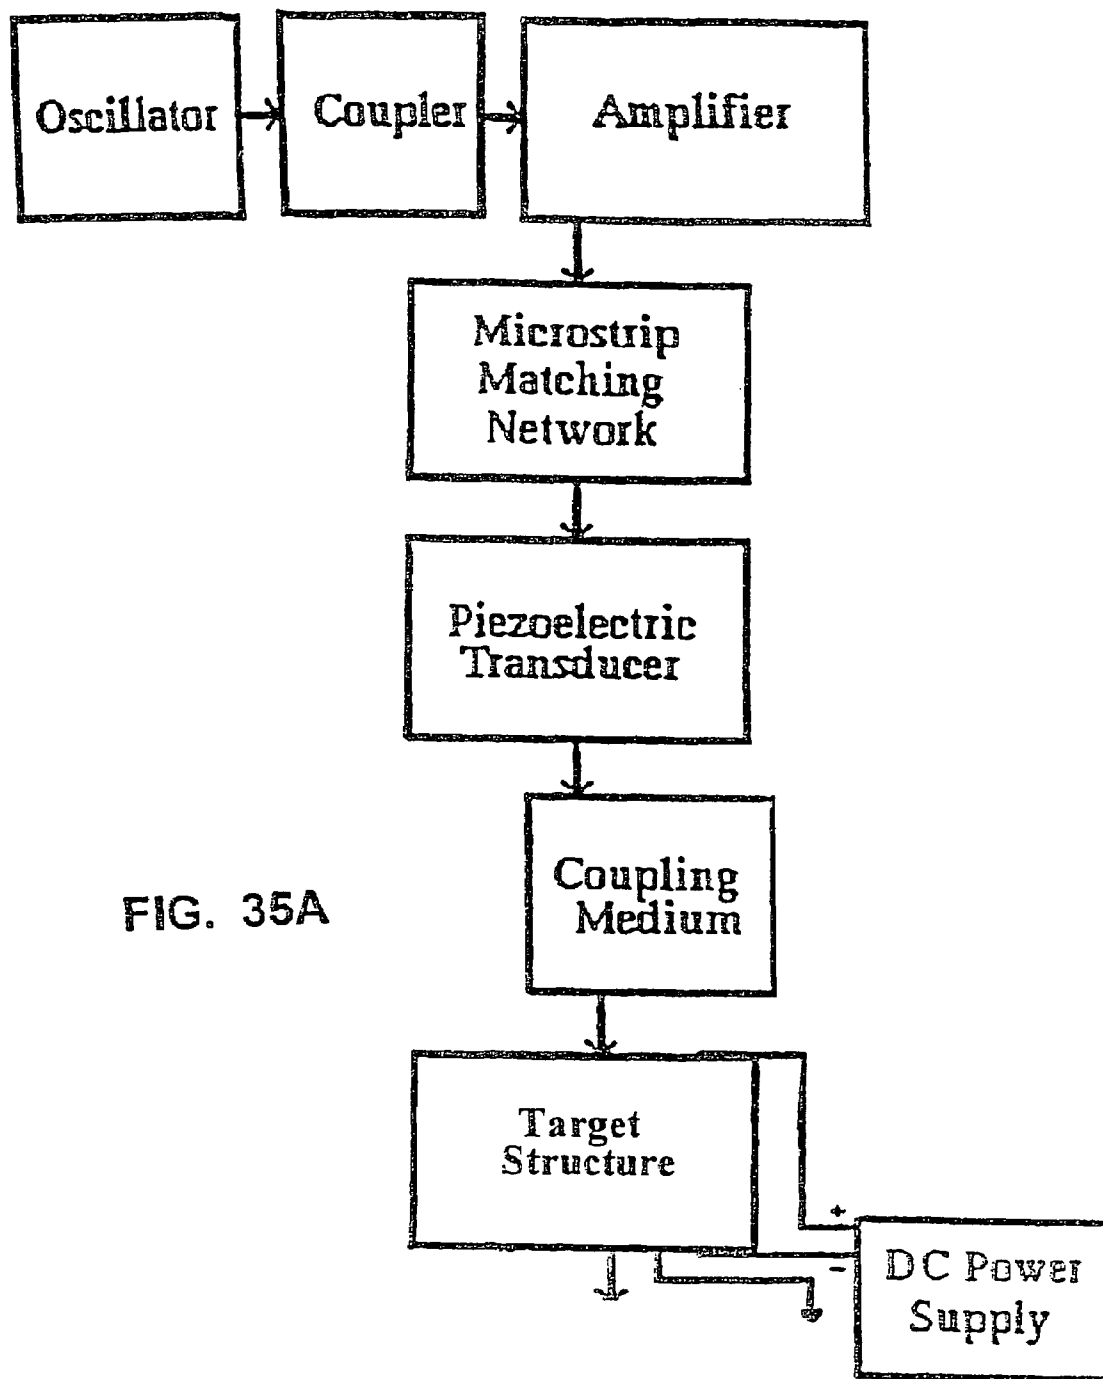 Oscillator
Coupler
Amplifier
Microstrip
Matching
Network
Piezoelectric
Transducer
Coupling
Medium
FIG. 35A
Target
Structure
+
−
DC Power
Supply